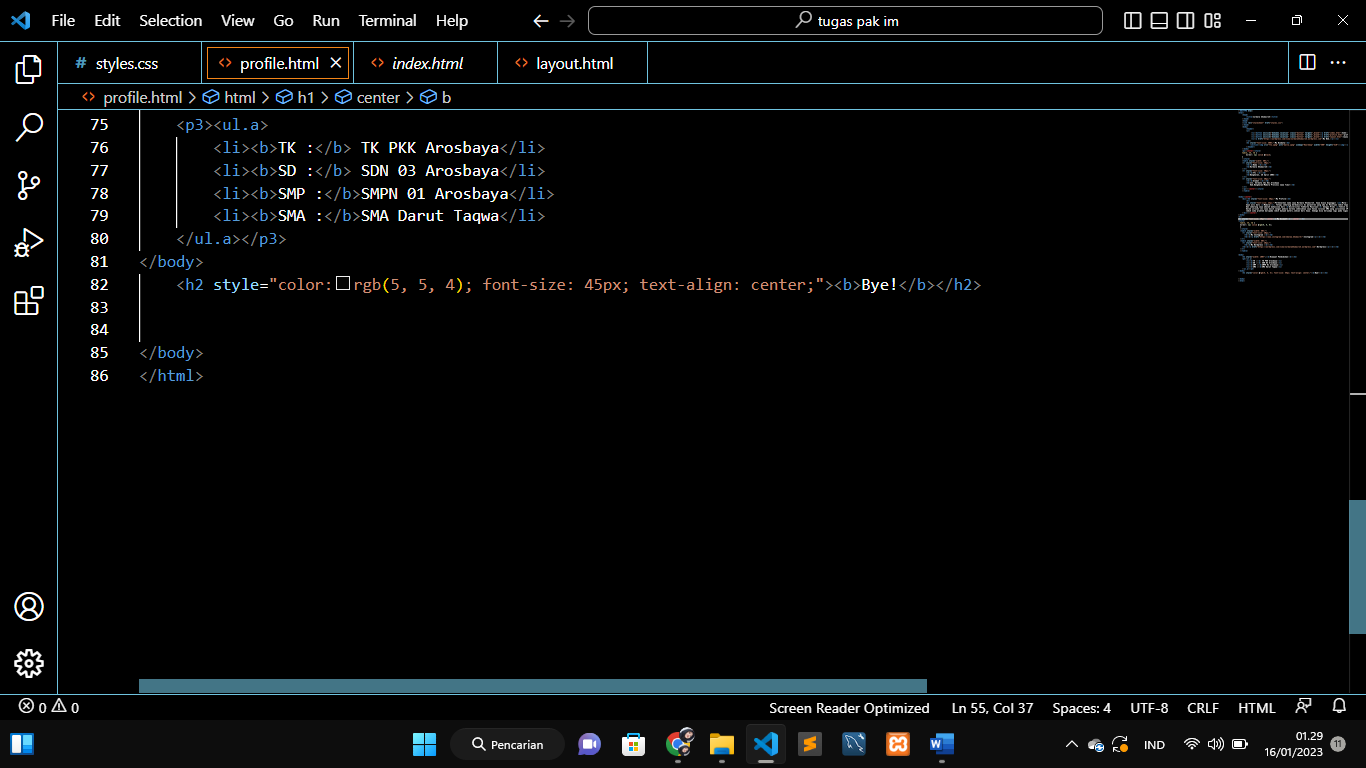 File Edit Selection View Go Run Terminal Help tugas pak im
# styles.css <> profile.html <> index.html <> layout.html
<> profile.html > html > h1 > center > b
75 <p3><ul.a>
76 <li><b>TK :</b> TK PKK Arosbaya</li>
77 <li><b>SD :</b> SDN 03 Arosbaya</li>
78 <li><b>SMP :</b>SMPN 01 Arosbaya</li>
79 <li><b>SMA :</b>SMA Darut Taqwa</li>
80 </ul.a></p3>
81 </body>
82 <h2 style="color: rgb(5, 5, 4); font-size: 45px; text-align: center;"><b>Bye!</b></h2>
83
84
85 </body>
86 </html>
0 0 Screen Reader Optimized Ln 55, Col 37 Spaces: 4 UTF-8 CRLF HTML
Pencarian IND 01.29
16/01/2023 11